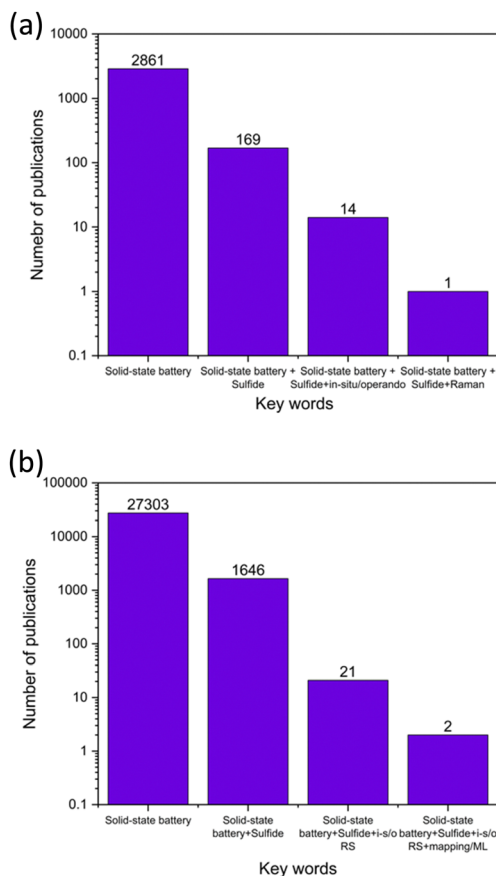 (a)
10000
1000
100
10
1
0.1
Numebr of publications
2861
169
14
1
Solid-state battery
Solid-state battery +
Sulfide
Solid-state battery +
Sulfide+in-situ/operando
Solid-state battery +
Sulfide+Raman
Key words
(b)
100000
10000
1000
100
10
1
0.1
Number of publications
27303
1646
21
2
Solid-state battery
Solid-state
battery+Sulfide
Solid-state
battery+Sulfide+i-s/o
RS
Solid-state
battery+Sulfide+i-s/o
RS+mapping/ML
Key words